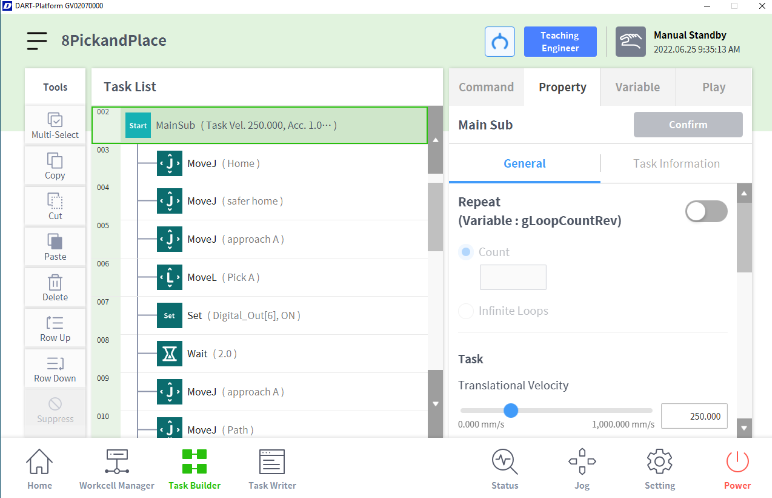 DART-Platform GV02070000
8PickandPlace
Teaching
Engineer
Manual Standby
2022.06.25 9:35:13 AM
Tools
Multi-Select
Copy
Cut
Paste
Delete
Row Up
Row Down
Suppress
Task List
002 Start MainSub ( Task Vel. 250.000, Acc. 1.0··· )
003 J MoveJ ( Home )
004 J MoveJ ( safer home )
005 J MoveJ ( approach A )
006 L MoveL ( Pick A )
007 Set Set ( Digital_Out[6], ON )
008 Wait ( 2.0 )
009 J MoveJ ( approach A )
010 J MoveJ ( Path )
Command Property Variable Play
Main Sub Confirm
General Task Information
Repeat
(Variable : gLoopCountRev)
Count
Infinite Loops
Task
Translational Velocity
250.000
0.000 mm/s 1,000.000 mm/s
Home Workcell Manager Task Builder Task Writer Status Jog Setting Power